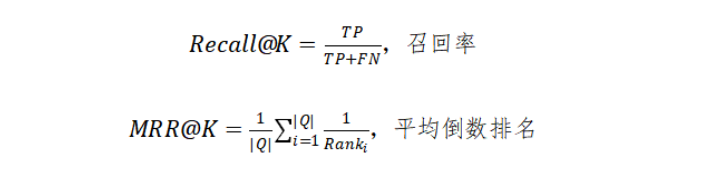 Recall@K = TP/(TP+FN)，召回率
MRR@K = 1/|Q| ∑_{i=1}^{|Q|} 1/Rank_i，平均倒数排名